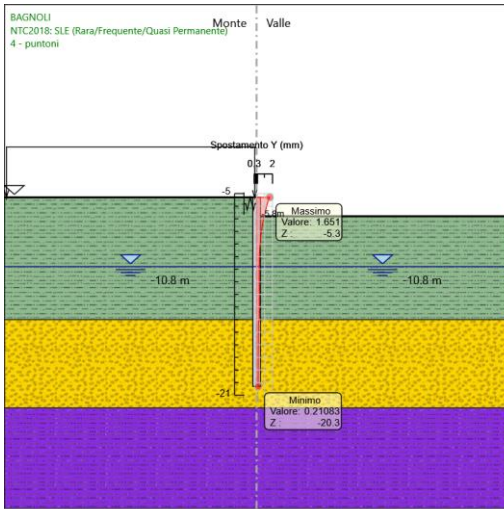 BAGNOLI
NTC2018: SLE (Rara/Frequente/Quasi Permanente)
4 - puntoni
Monte
Valle
Spostamento Y (mm)
0.3 2
-5
-5.8m
Massimo
Valore: 1.651
Z : -5.3
-10.8 m
-10.8 m
-21
Minimo
Valore: 0.21083
Z : -20.3